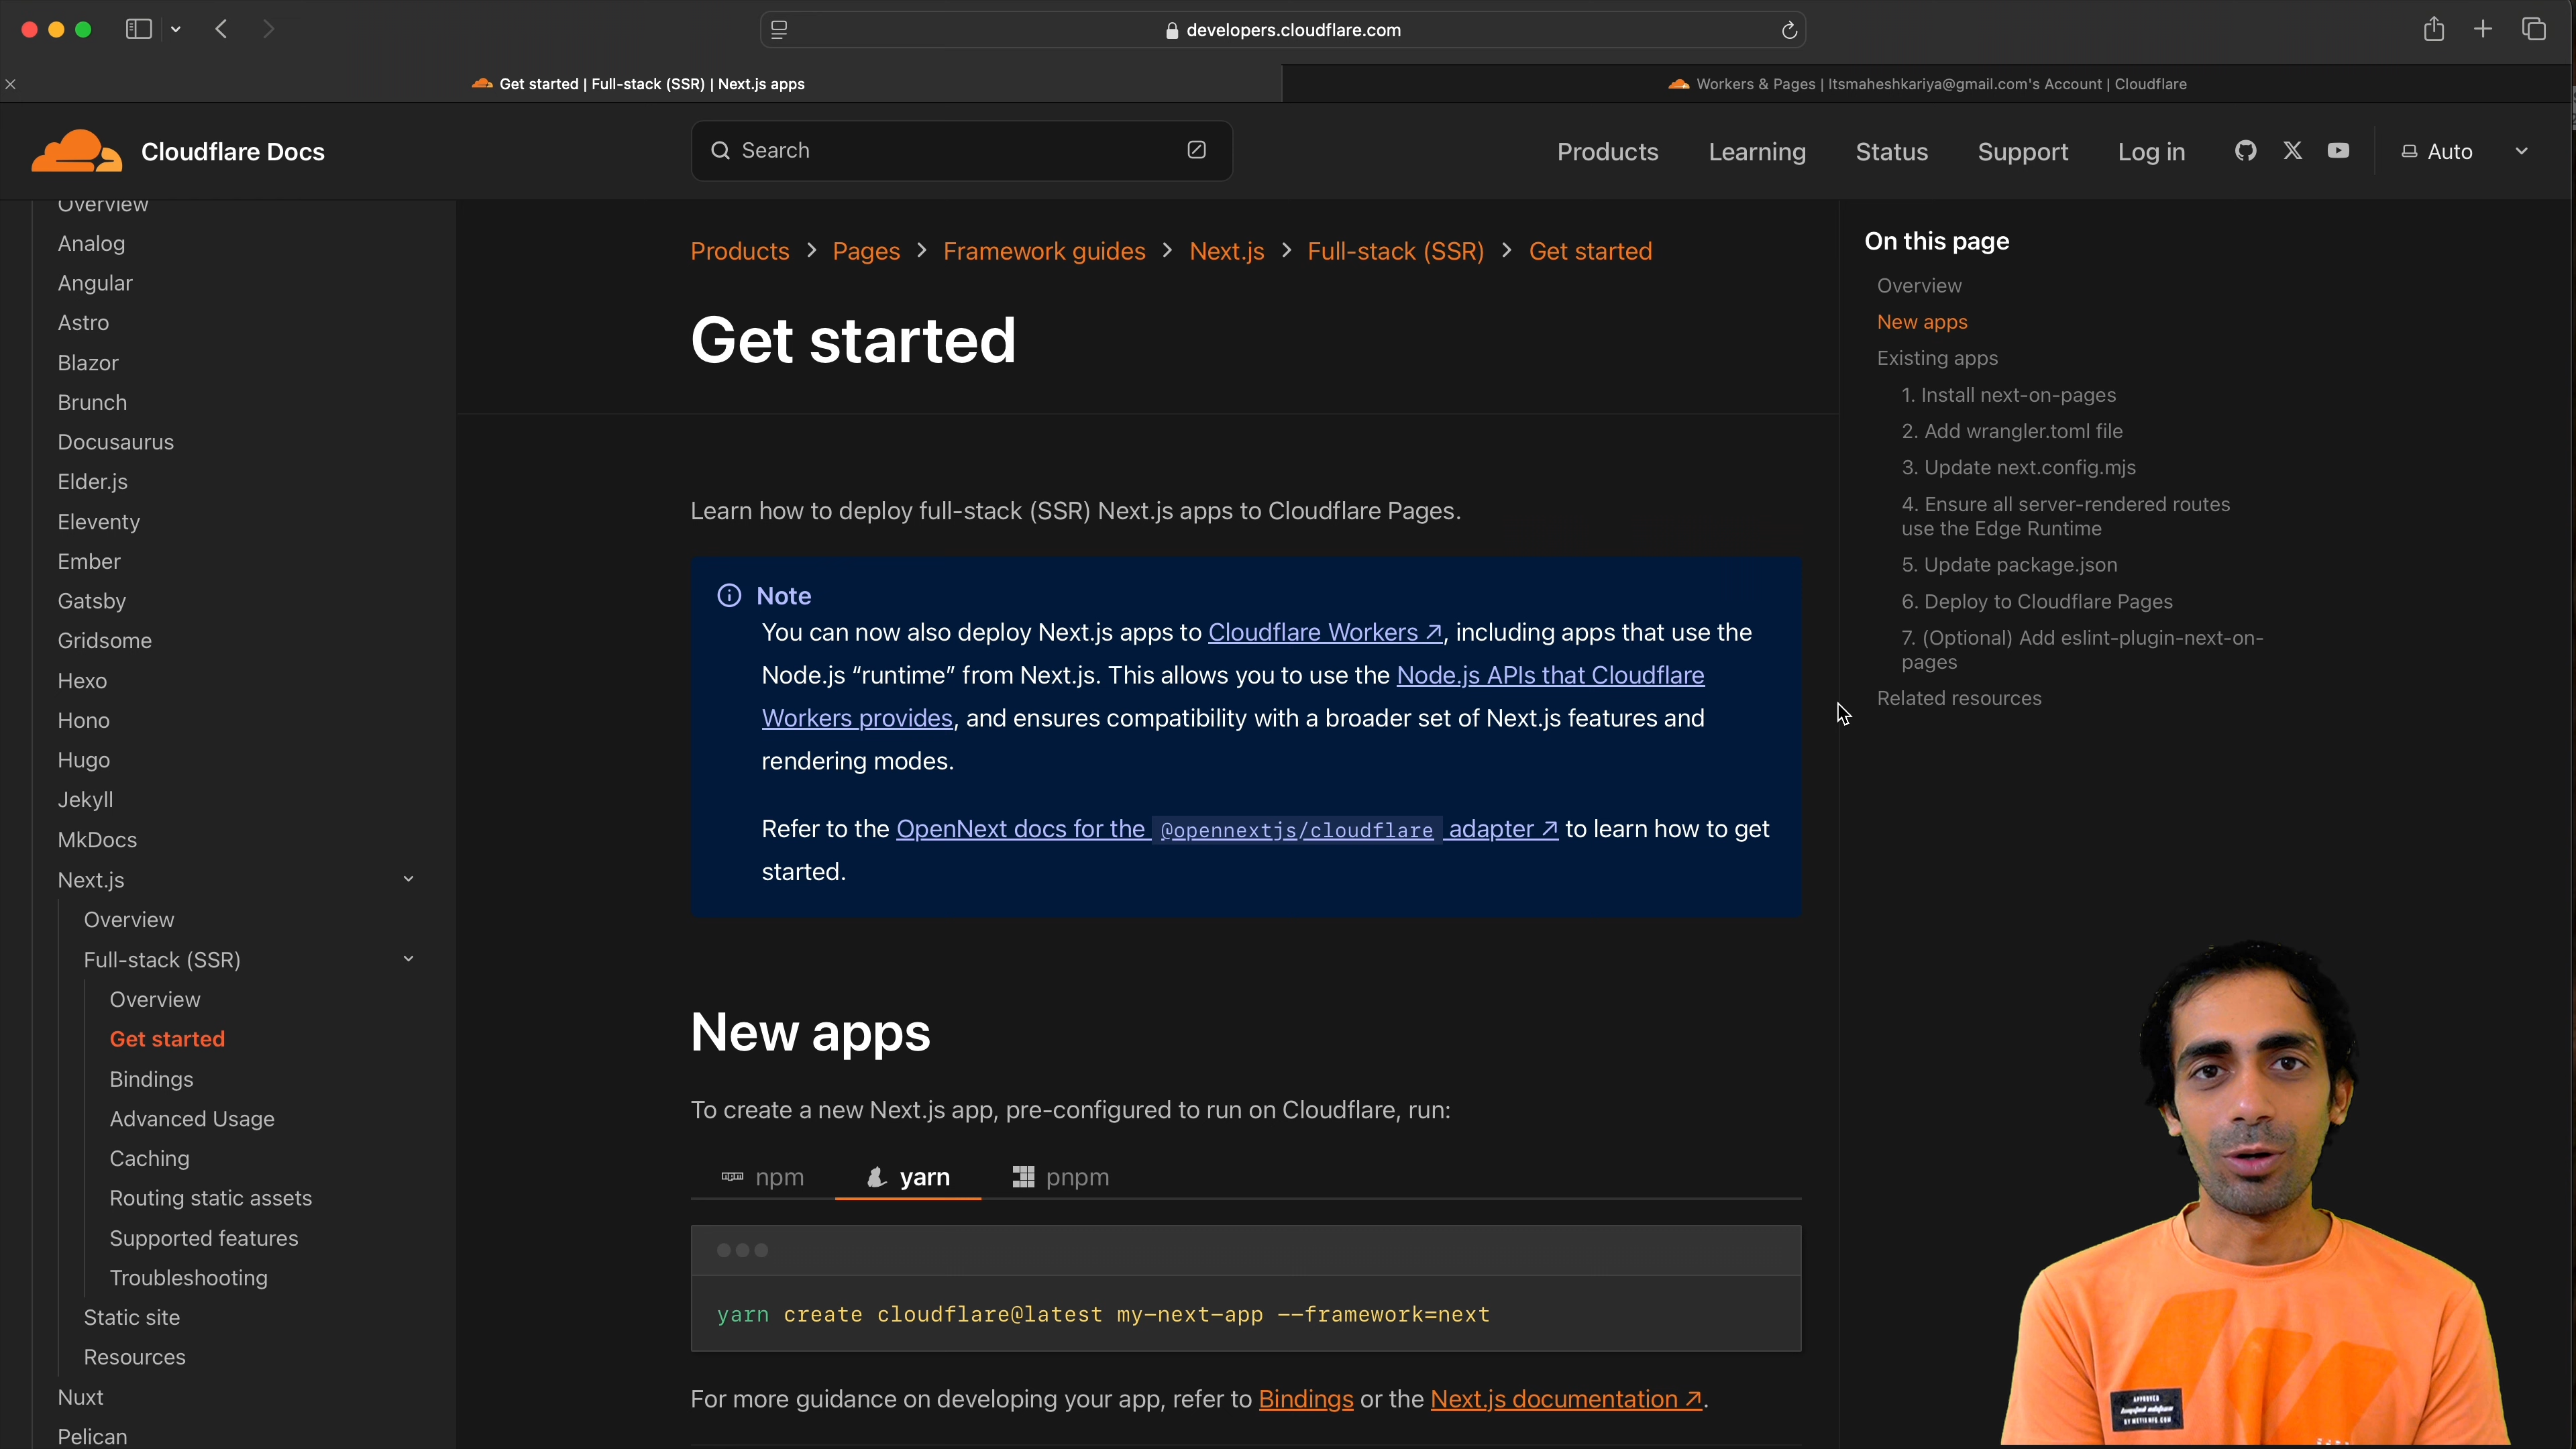 developers.cloudflare.com
Get started | Full-stack (SSR) | Next.js apps
Workers & Pages | Itsmaheshkariya@gmail.com's Account | Cloudflare
Cloudflare Docs
Search
Products
Learning
Status
Support
Log in
Auto
Overview
Analog
Angular
Astro
Blazor
Brunch
Docusaurus
Elder.js
Eleventy
Ember
Gatsby
Gridsome
Hexo
Hono
Hugo
Jekyll
MkDocs
Next.js
Overview
Full-stack (SSR)
Overview
Get started
Bindings
Advanced Usage
Caching
Routing static assets
Supported features
Troubleshooting
Static site
Resources
Nuxt
Pelican
Products > Pages > Framework guides > Next.js > Full-stack (SSR) > Get started
Get started
Learn how to deploy full-stack (SSR) Next.js apps to Cloudflare Pages.
Note
You can now also deploy Next.js apps to Cloudflare Workers ↗, including apps that use the
Node.js “runtime” from Next.js. This allows you to use the Node.js APIs that Cloudflare
Workers provides, and ensures compatibility with a broader set of Next.js features and
rendering modes.
Refer to the OpenNext docs for the @opennextjs/cloudflare adapter ↗ to learn how to get
started.
New apps
To create a new Next.js app, pre-configured to run on Cloudflare, run:
npm
yarn
pnpm
yarn create cloudflare@latest my-next-app --framework=next
For more guidance on developing your app, refer to Bindings or the Next.js documentation ↗.
On this page
Overview
New apps
Existing apps
1. Install next-on-pages
2. Add wrangler.toml file
3. Update next.config.mjs
4. Ensure all server-rendered routes
use the Edge Runtime
5. Update package.json
6. Deploy to Cloudflare Pages
7. (Optional) Add eslint-plugin-next-on-
pages
Related resources
APPROVED